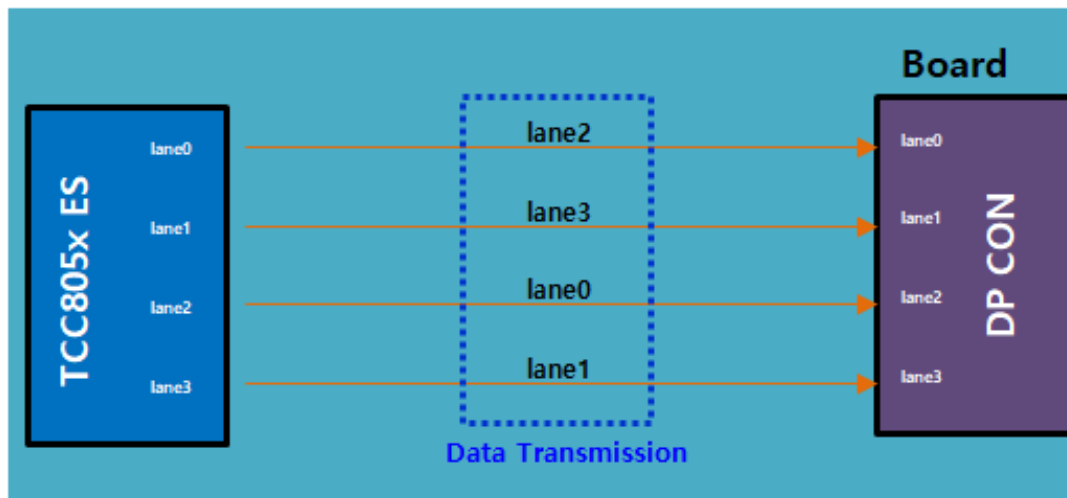 Board
TCC805x ES
lane0
lane1
lane2
lane3
lane2
lane3
lane0
lane1
Data Transmission
lane0
lane1
lane2
lane3
DP CON